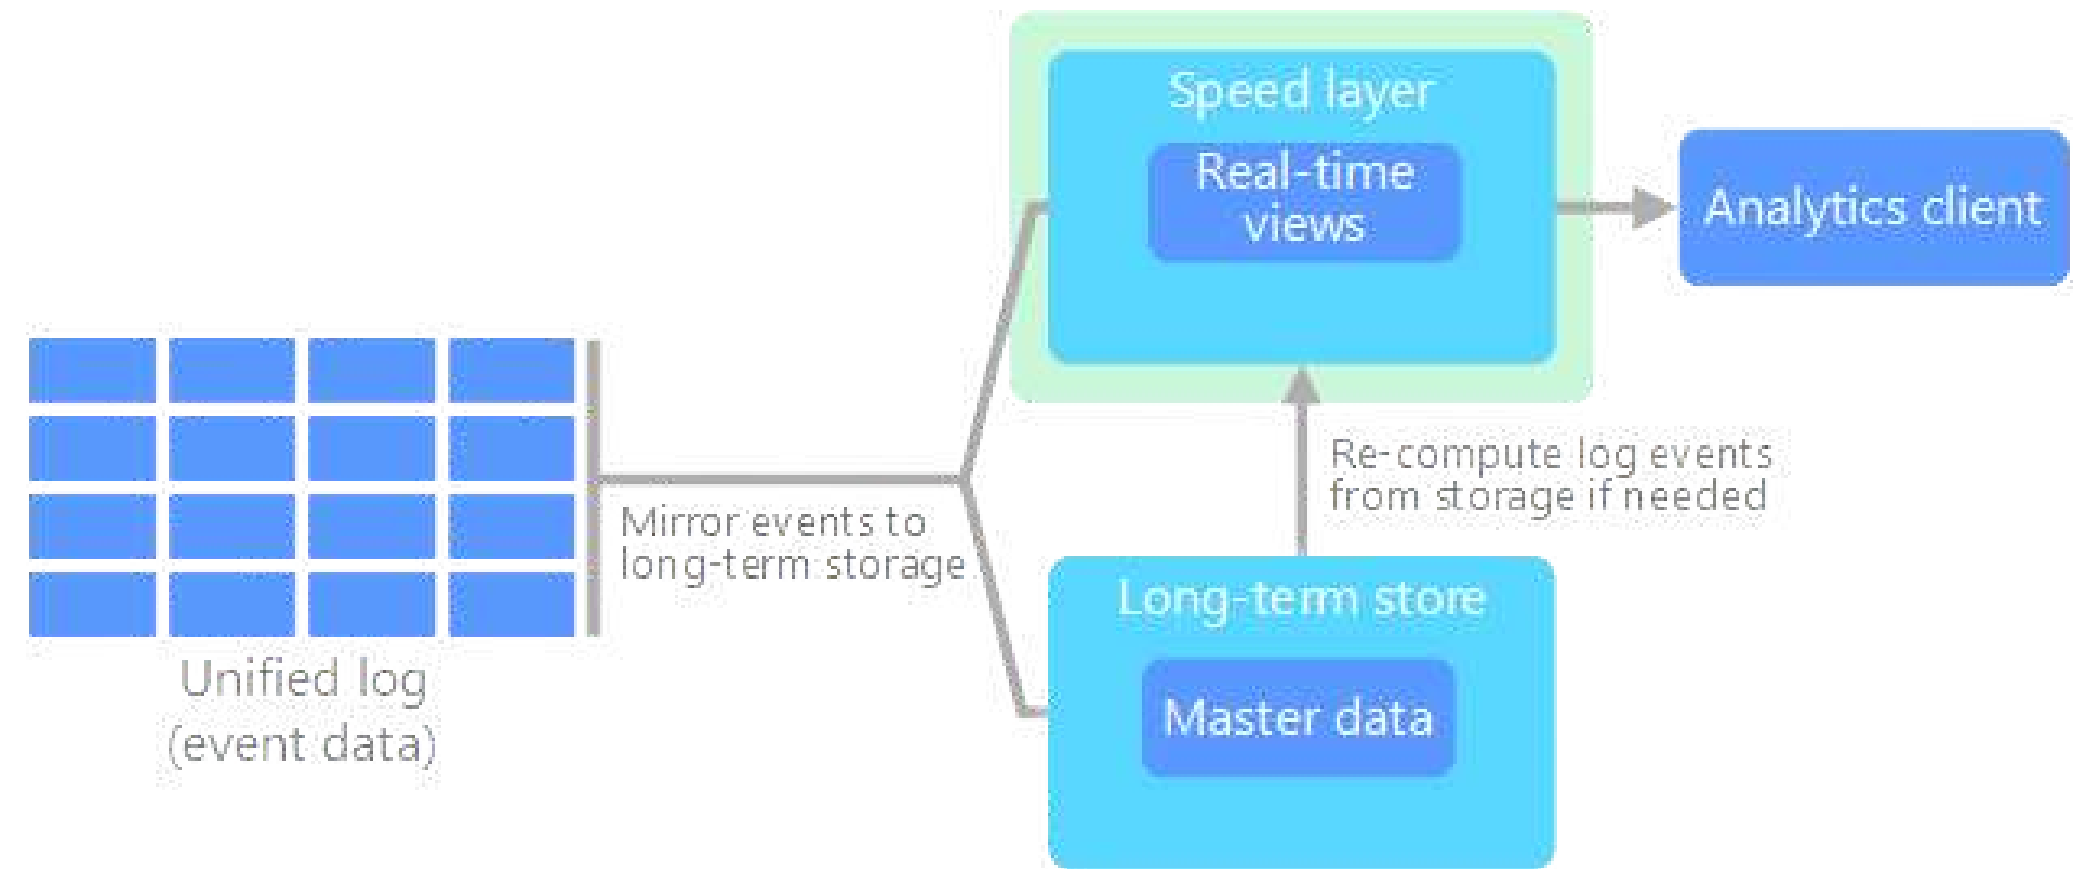 Speed layer
Real-time
views
Analytics client
Re-compute log events
from storage if needed
Mirror events to
long-term storage
Long-term store
Master data
Unified log
(event data)